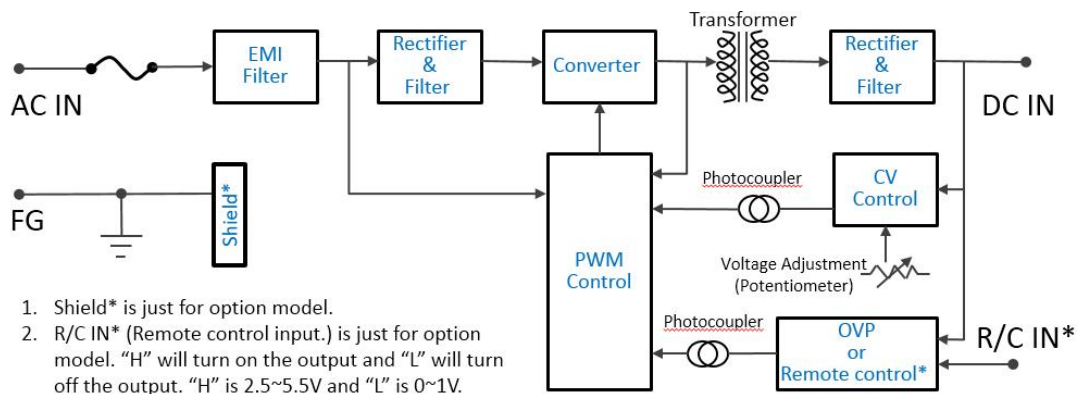 Transformer
EMI
Filter
Rectifier
&
Filter
Converter
Rectifier
&
Filter
AC IN
DC IN
FG
Shield*
Photocoupler
CV
Control
PWM
Control
Voltage Adjustment
(Potentiometer)
Photocoupler
OVP
or
Remote control*
R/C IN*
1. Shield* is just for option model.
2. R/C IN* (Remote control input.) is just for option
model. “H” will turn on the output and “L” will turn
off the output. “H” is 2.5~5.5V and “L” is 0~1V.